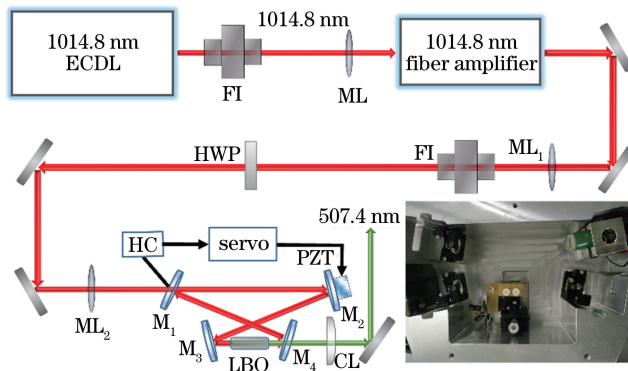 1014.8 nm
ECDL
FI
1014.8 nm
ML
1014.8 nm
fiber amplifier
HWP
FI
ML₁
507.4 nm
HC
servo
PZT
ML₂
M₁
M₂
M₃
LBO
M₄
CL